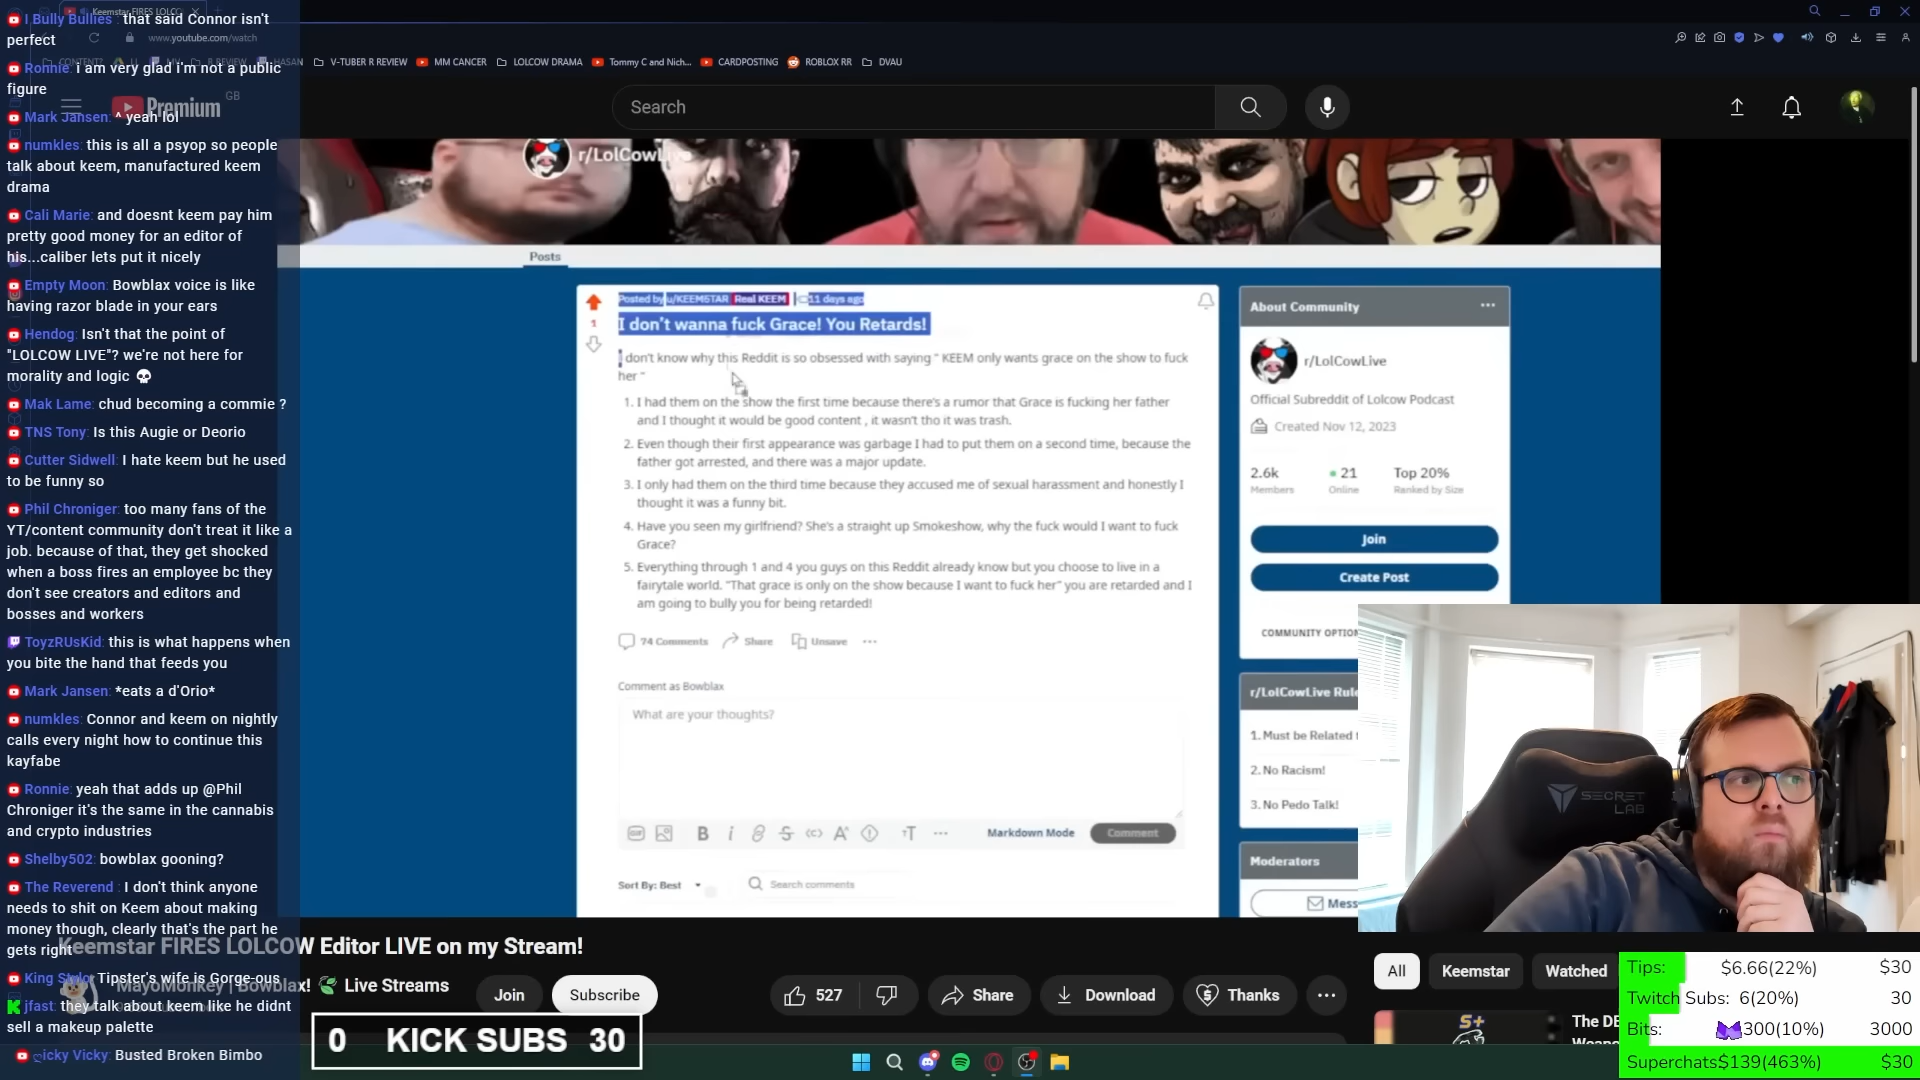 I Bully Bullies : that said Connor isn't
perfect
Ronnie: i am very glad i'm not a public
figure
Mark Jansen: ^ yeah lol
numkles: this is all a psyop so people
talk about keem, manufactured keem
drama
Cali Marie: and doesnt keem pay him
pretty good money for an editor of
his...caliber lets put it nicely
Empty Moon: Bowblax voice is like
having razor blade in your ears
Hendog: Isn't that the point of
"LOLCOW LIVE"? we're not here for
morality and logic 💀
Mak Lame: chud becoming a commie ?
TNS Tony: Is this Augie or Deorio
Cutter Sidwell: I hate keem but he used
to be funny so
Phil Chroniger: too many fans of the
YT/content community don't treat it like a
job. because of that, they get shocked
when a boss fires an employee bc they
don't see creators and editors and
bosses and workers
ToyzRUsKid: this is what happens when
you bite the hand that feeds you
Mark Jansen: *eats a d'Orio*
numkles: Connor and keem on nightly
calls every night how to continue this
kayfabe
Ronnie: yeah that adds up @Phil
Chroniger it's the same in the cannabis
and crypto industries
Shelby502: bowblax gooning?
The Reverend : I don't think anyone
needs to shit on Keem about making
money though, clearly that's the part he
gets right
Tipster's wife is Gorge-ous
jfast: they talk about keem like he didnt
sell a makeup palette
icky Vicky: Busted Broken Bimbo
Keemstar FIRES LOLC
www.youtube.com/watch
HASAN
V-TUBER R REVIEW
MM CANCER
LOLCOW DRAMA
Tommy C and Nich...
CARDPOSTING
ROBLOX RR
DVAU
Premium
GB
Search
r/LolCowLive
Posts
Posted by u/KEEM6TAR Real KEEM 11 days ago
I don't wanna fuck Grace! You Retards!
1
I don't know why this Reddit is so obsessed with saying " KEEM only wants grace on the show to fuck
her "
1. I had them on the show the first time because there's a rumor that Grace is fucking her father
and I thought it would be good content , it wasn't tho it was trash.
2. Even though their first appearance was garbage I had to put them on a second time, because the
father got arrested, and there was a major update.
3. I only had them on the third time because they accused me of sexual harassment and honestly I
thought it was a funny bit.
4. Have you seen my girlfriend? She's a straight up Smokeshow, why the fuck would I want to fuck
Grace?
5. Everything through 1 and 4 you guys on this Reddit already know but you choose to live in a
fairytale world. "That grace is only on the show because I want to fuck her" you are retarded and I
am going to bully you for being retarded!
74 Comments Share Unsave
Comment as Bowblax
What are your thoughts?
Markdown Mode Comment
Sort By: Best
Search comments
About Community
r/LolCowLive
Official Subreddit of Lolcow Podcast
Created Nov 12, 2023
2.6k 21 Top 20%
Members Online Ranked by Size
Join
Create Post
COMMUNITY OPTION
r/LolCowLive Rule
1. Must be Related t
2. No Racism!
3. No Pedo Talk!
Moderators
Mess
SECRET
LAB
Keemstar FIRES LOLCOW Editor LIVE on my Stream!
MayoMonkey | Bowblax! 🌿 Live Streams
Join
Subscribe
527
Share
Download
Thanks
All
Keemstar
Watched
S+
The DE
0 KICK SUBS 30
Tips: $6.66(22%) $30
Twitch Subs: 6(20%) 30
Bits: 300(10%) 3000
Superchats: $139(463%) $30